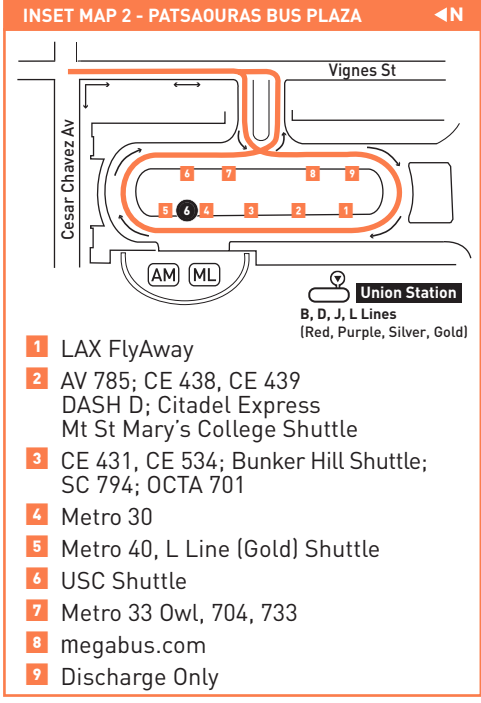 INSET MAP 2 - PATSAOURAS BUS PLAZA
N
Vignes St
Cesar Chavez Av
6 7 8 9
5 6 4 3 2 1
AM ML
Union Station
B, D, J, L Lines
(Red, Purple, Silver, Gold)
1 LAX FlyAway
2 AV 785; CE 438, CE 439
DASH D; Citadel Express
Mt St Mary's College Shuttle
3 CE 431, CE 534; Bunker Hill Shuttle;
SC 794; OCTA 701
4 Metro 30
5 Metro 40, L Line (Gold) Shuttle
6 USC Shuttle
7 Metro 33 Owl, 704, 733
8 megabus.com
9 Discharge Only